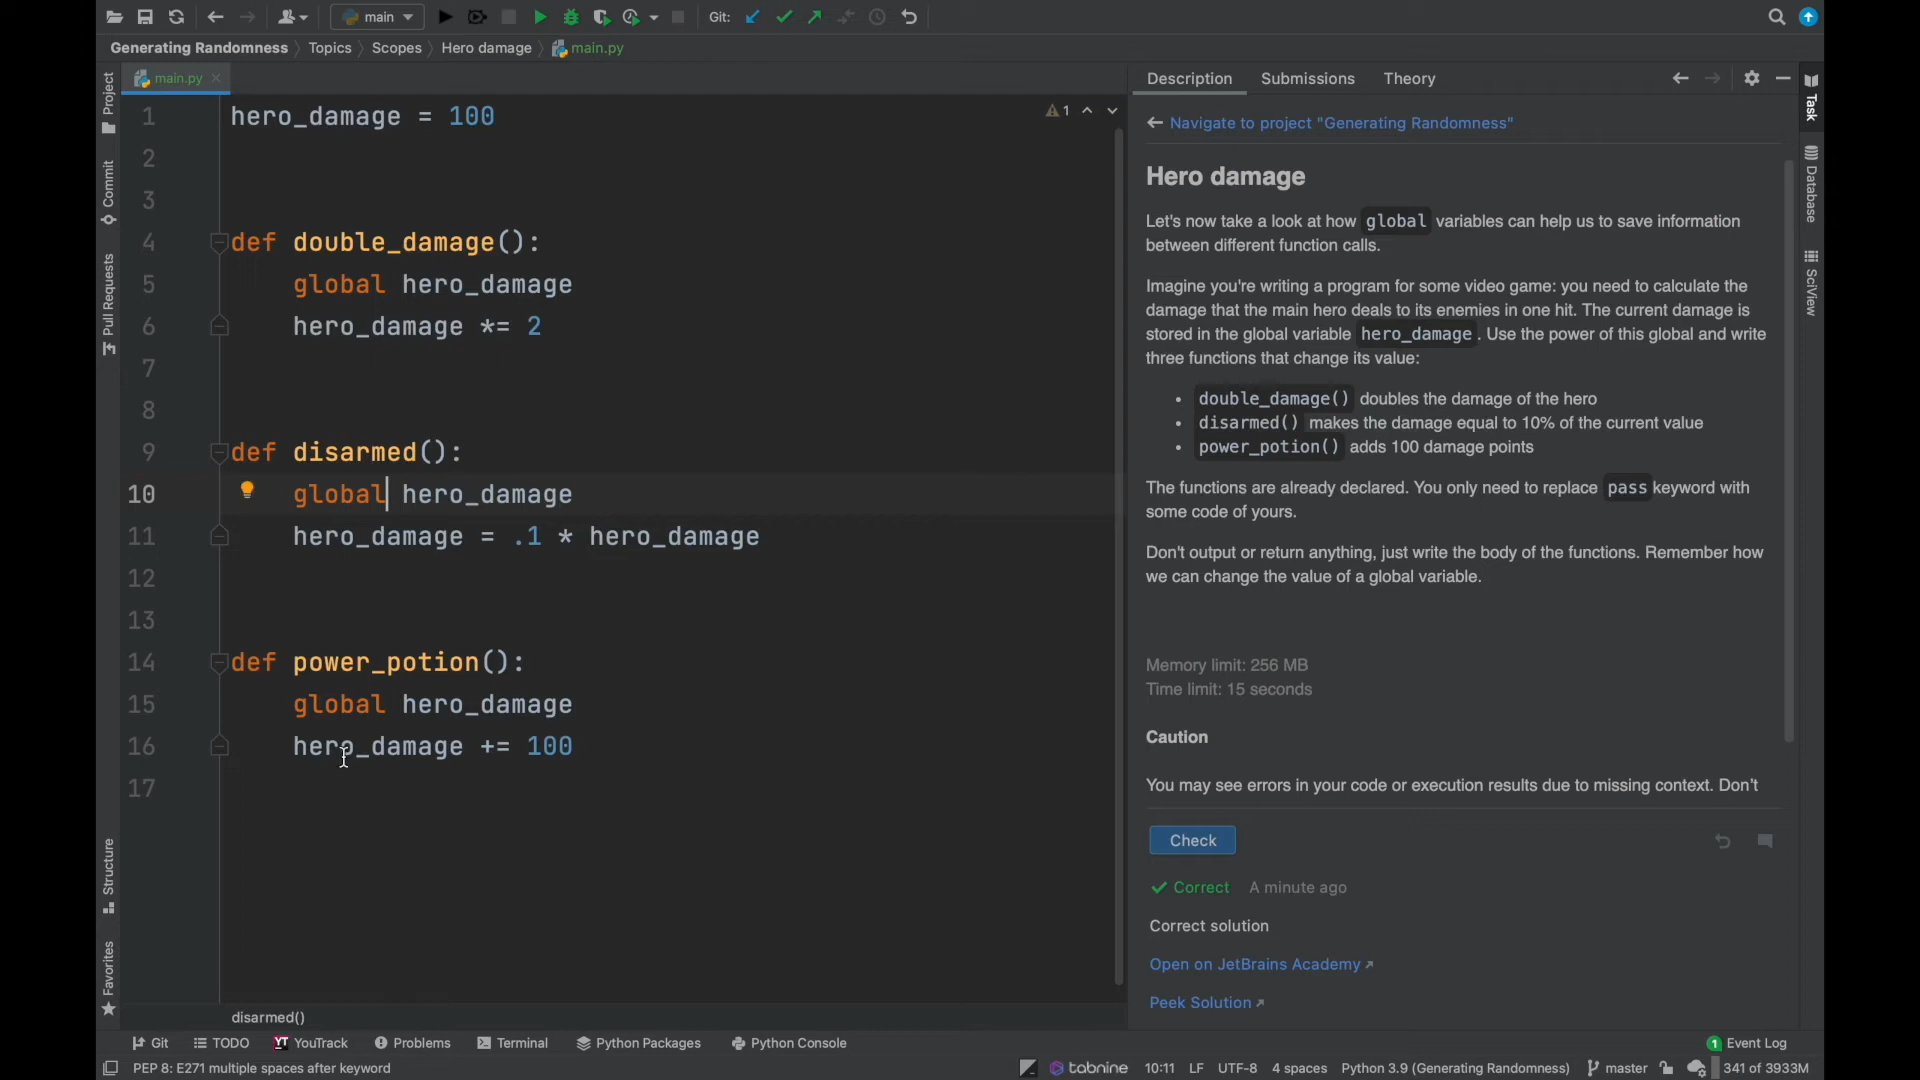 main
Git:
Generating Randomness
Topics
Scopes
Hero damage
main.py
Project
Commit
Pull Requests
Structure
Favorites
main.py
1
1 hero_damage = 100
2
3
4 def double_damage():
5 global hero_damage
6 hero_damage *= 2
7
8
9 def disarmed():
10 global hero_damage
11 hero_damage = .1 * hero_damage
12
13
14 def power_potion():
15 global hero_damage
16 hero_damage += 100
17
disarmed()
Description Submissions Theory
← Navigate to project "Generating Randomness"
Hero damage
Let's now take a look at how global variables can help us to save information
between different function calls.
Imagine you're writing a program for some video game: you need to calculate the
damage that the main hero deals to its enemies in one hit. The current damage is
stored in the global variable hero_damage . Use the power of this global and write
three functions that change its value:
• double_damage() doubles the damage of the hero
• disarmed() makes the damage equal to 10% of the current value
• power_potion() adds 100 damage points
The functions are already declared. You only need to replace pass keyword with
some code of yours.
Don't output or return anything, just write the body of the functions. Remember how
we can change the value of a global variable.
Memory limit: 256 MB
Time limit: 15 seconds
Caution
You may see errors in your code or execution results due to missing context. Don't
Check
Correct A minute ago
Correct solution
Open on JetBrains Academy
Peek Solution
Task
Database
SciView
Git TODO YT YouTrack Problems Terminal Python Packages Python Console 1 Event Log
PEP 8: E271 multiple spaces after keyword tabnine 10:11 LF UTF-8 4 spaces Python 3.9 (Generating Randomness) master 341 of 3933M